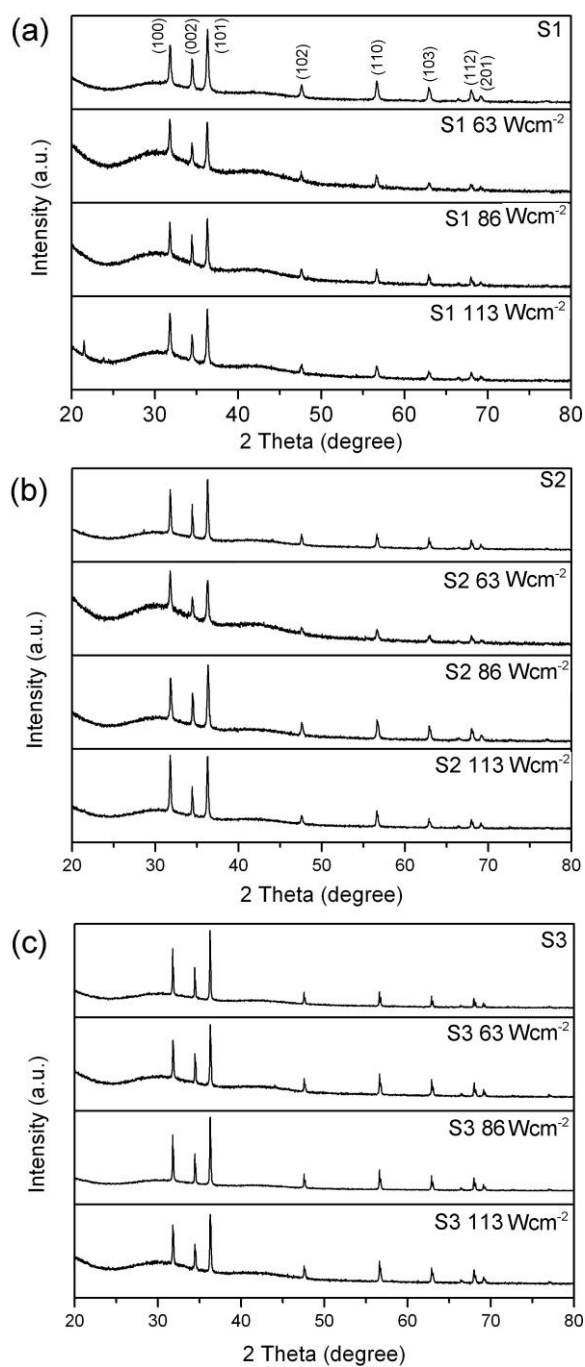 (a)
(100)
(002)
(101)
(102)
(110)
(103)
(112)
(201)
S1
S1 63 Wcm-2
S1 86 Wcm-2
S1 113 Wcm-2
Intensity (a.u.)
20 30 40 50 60 70 80
2 Theta (degree)
(b)
S2
S2 63 Wcm-2
S2 86 Wcm-2
S2 113 Wcm-2
Intensity (a.u.)
20 30 40 50 60 70 80
2 Theta (degree)
(c)
S3
S3 63 Wcm-2
S3 86 Wcm-2
S3 113 Wcm-2
Intensity (a.u.)
20 30 40 50 60 70 80
2 Theta (degree)